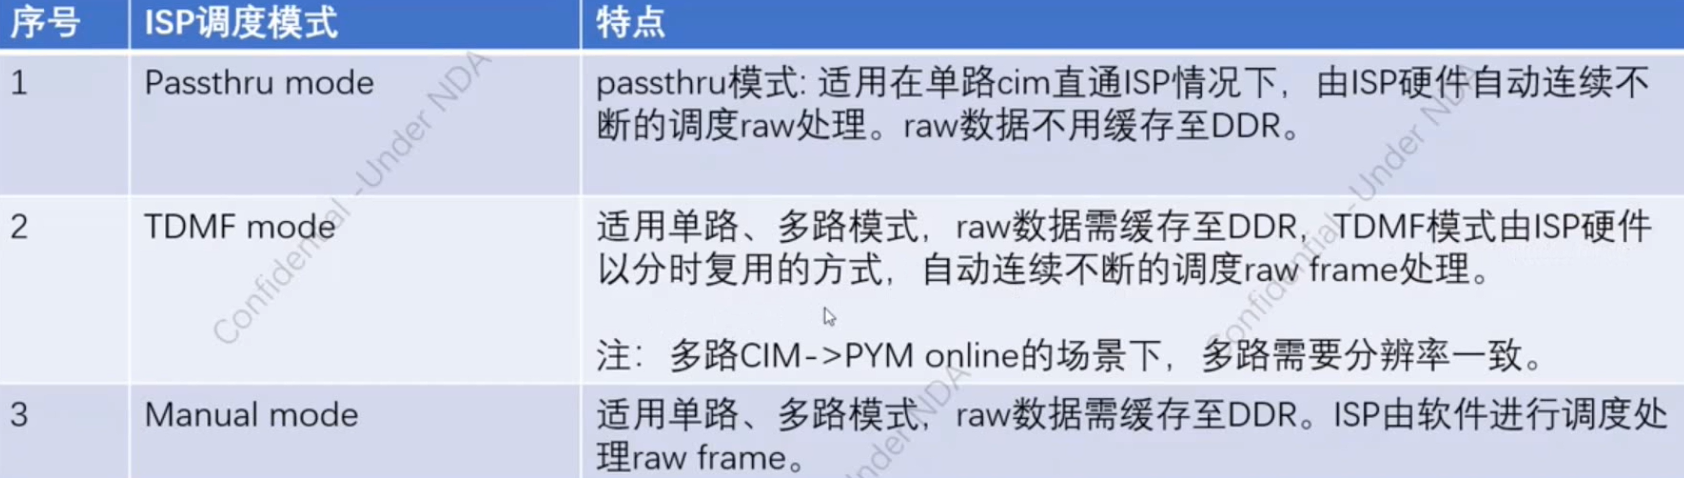 序号 ISP调度模式 特点
1 Passthru mode passthru模式: 适用在单路cim直通ISP情况下，由ISP硬件自动连续不
断的调度raw处理。raw数据不用缓存至DDR。
2 TDMF mode 适用单路、多路模式，raw数据需缓存至DDR，TDMF模式由ISP硬件
以分时复用的方式，自动连续不断的调度raw frame处理。
注：多路CIM->PYM online的场景下，多路需要分辨率一致。
3 Manual mode 适用单路、多路模式，raw数据需缓存至DDR。ISP由软件进行调度处
理raw frame。
Confidential -Under NDA
Confidential -Under NDA
Under NDA